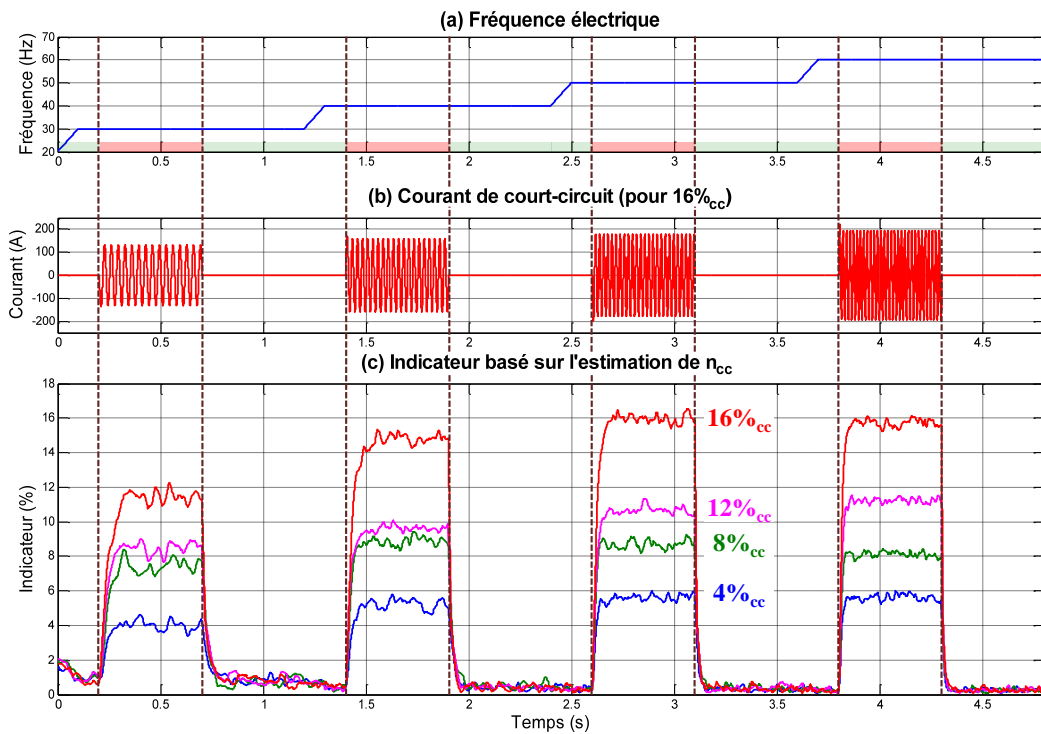 (a) Fréquence électrique
Fréquence (Hz)
70
60
50
40
30
20
0 0.5 1 1.5 2 2.5 3 3.5 4 4.5
(b) Courant de court-circuit (pour 16%cc)
Courant (A)
200
100
0
-100
-200
0 0.5 1 1.5 2 2.5 3 3.5 4 4.5
(c) Indicateur basé sur l'estimation de ncc
Indicateur (%)
18
16
14
12
10
8
6
4
2
0
16%cc
12%cc
8%cc
4%cc
0 0.5 1 1.5 2 2.5 3 3.5 4 4.5
Temps (s)